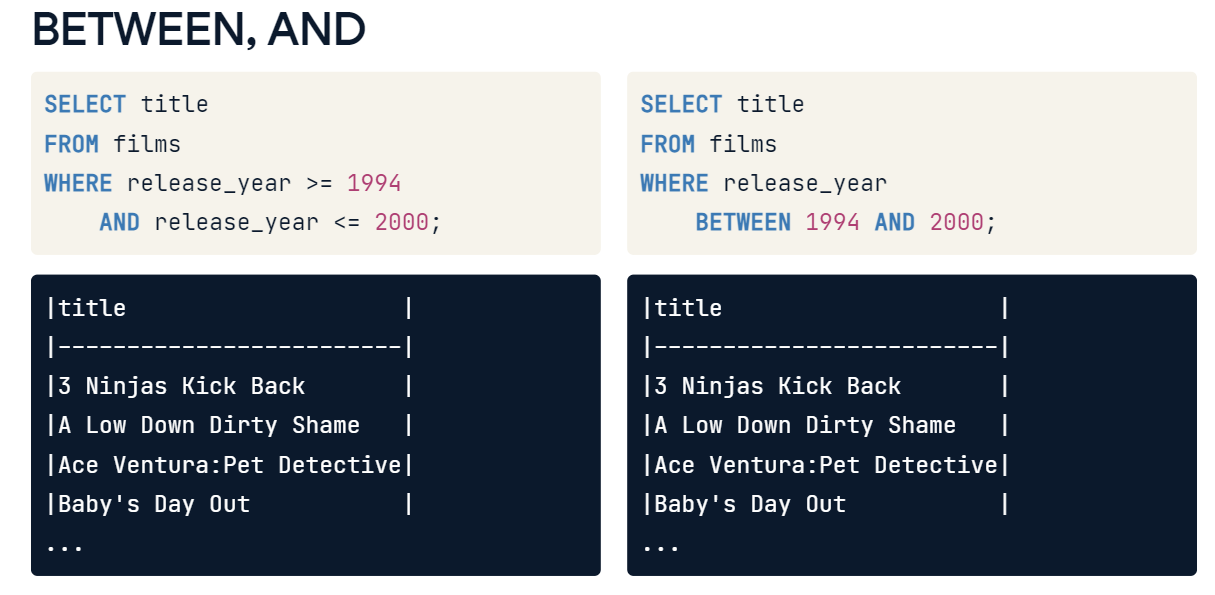 BETWEEN, AND
SELECT title
FROM films
WHERE release_year >= 1994
    AND release_year <= 2000;
|title                    |
|-------------------------|
|3 Ninjas Kick Back       |
|A Low Down Dirty Shame   |
|Ace Ventura:Pet Detective|
|Baby's Day Out           |
...
SELECT title
FROM films
WHERE release_year
    BETWEEN 1994 AND 2000;
|title                    |
|-------------------------|
|3 Ninjas Kick Back       |
|A Low Down Dirty Shame   |
|Ace Ventura:Pet Detective|
|Baby's Day Out           |
...